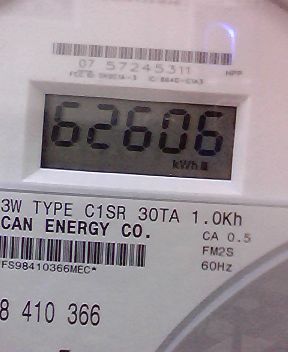 07 57245311
NPP
62606
kWh
3W TYPE C1SR 30TA 1.0Kh
CAN ENERGY CO.
CA 0.5
FM2S
60Hz
FS98410366MEC*
8 410 366